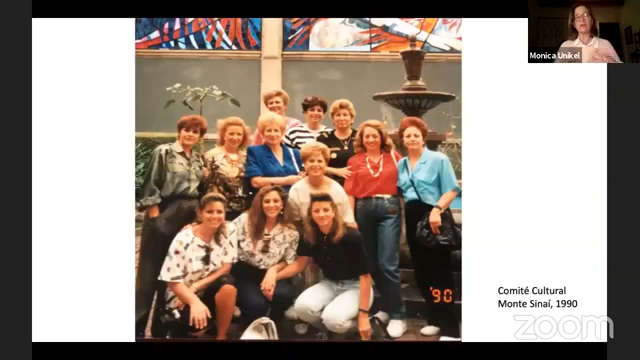 Monica Unikel
'90
Comité Cultural
Monte Sinaí, 1990
zoom